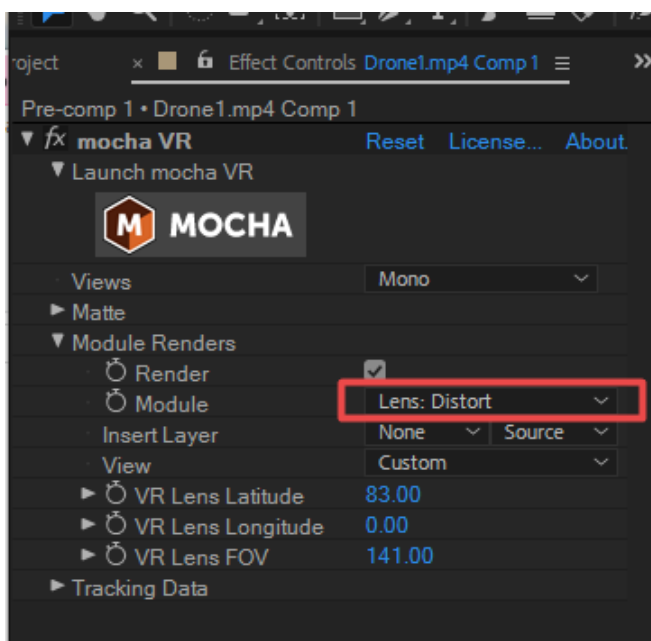 roject × Effect Controls Drone1.mp4 Comp 1
Pre-comp 1 • Drone1.mp4 Comp 1
fx mocha VR Reset License... About.
Launch mocha VR
M MOCHA
Views Mono
Matte
Module Renders
Render
Module Lens: Distort
Insert Layer None Source
View Custom
VR Lens Latitude 83.00
VR Lens Longitude 0.00
VR Lens FOV 141.00
Tracking Data